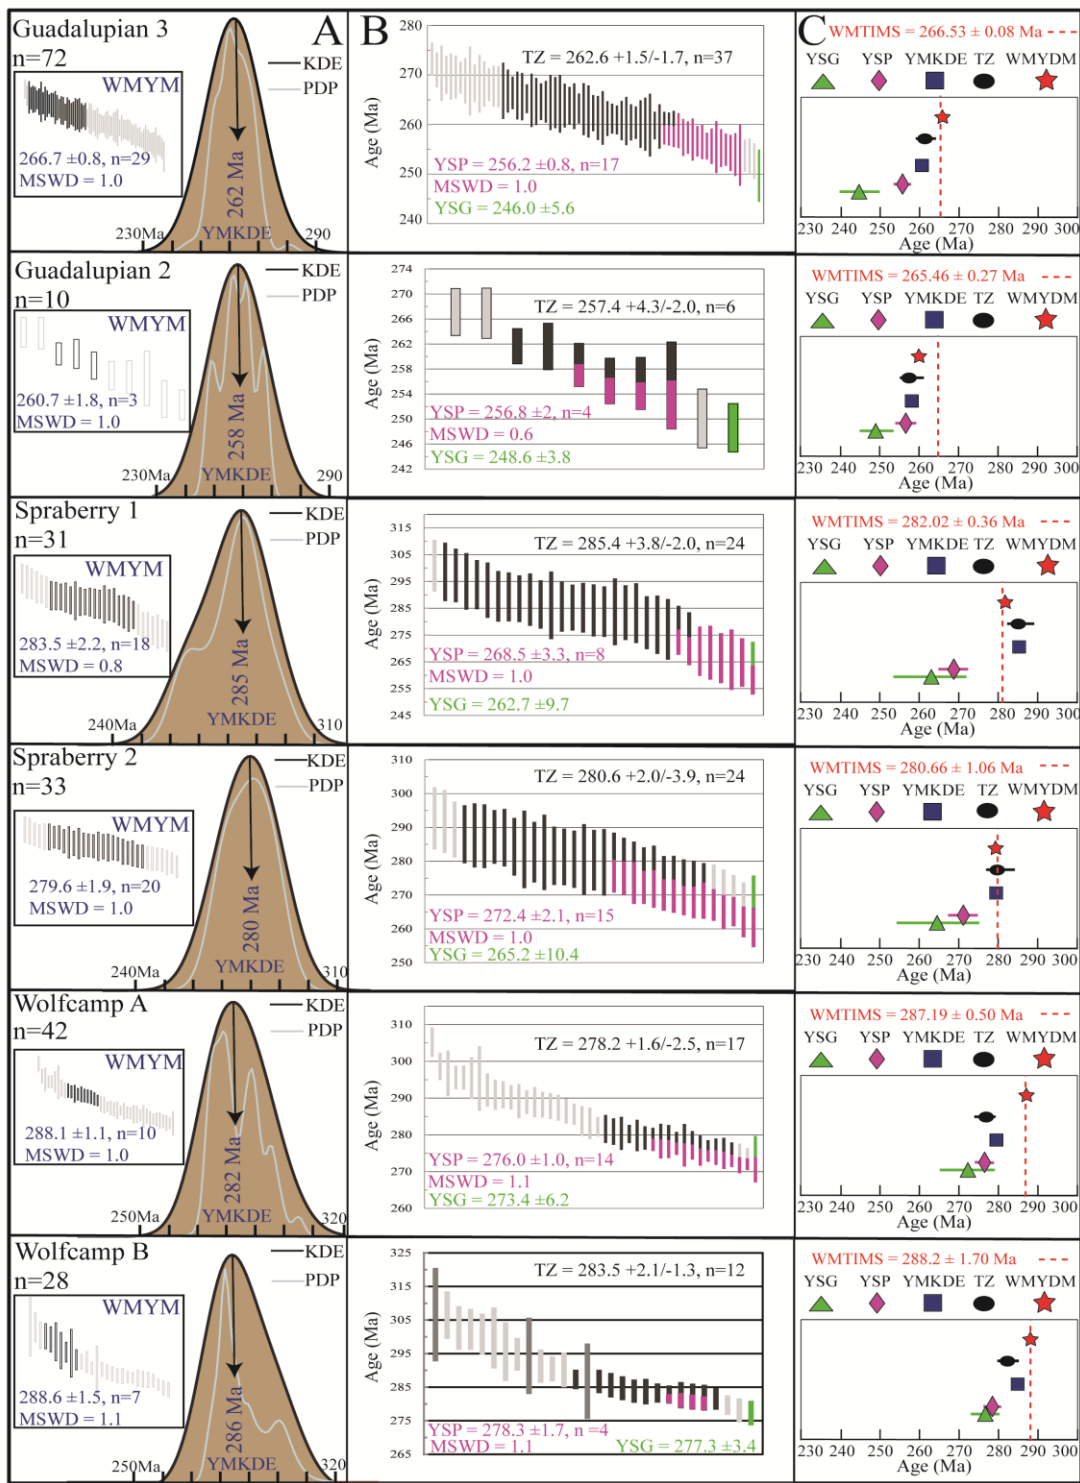 Guadalupian 3
n=72
A
KDE
PDP
WMYM
266.7 ±0.8, n=29
MSWD = 1.0
262 Ma
YMKDE
230Ma
290
B
280
270
260
250
240
Age (Ma)
TZ = 262.6 +1.5/-1.7, n=37
YSP = 256.2 ±0.8, n=17
MSWD = 1.0
YSG = 246.0 ±5.6
C
WMTIMS = 266.53 ± 0.08 Ma
YSG YSP YMKDE TZ WMYDM
230 240 250 260 270 280 290 300
Age (Ma)
Guadalupian 2
n=10
KDE
PDP
WMYM
260.7 ±1.8, n=3
MSWD = 1.0
258 Ma
YMKDE
230Ma
290
274
270
266
262
258
254
250
246
242
Age (Ma)
TZ = 257.4 +4.3/-2.0, n=6
YSP = 256.8 ±2, n=4
MSWD = 0.6
YSG = 248.6 ±3.8
WMTIMS = 265.46 ± 0.27 Ma
YSG YSP YMKDE TZ WMYDM
230 240 250 260 270 280 290 300
Age (Ma)
Spraberry 1
n=31
KDE
PDP
WMYM
283.5 ±2.2, n=18
MSWD = 0.8
285 Ma
YMKDE
240Ma
310
315
305
295
285
275
265
255
245
Age (Ma)
TZ = 285.4 +3.8/-2.0, n=24
YSP = 268.5 ±3.3, n=8
MSWD = 1.0
YSG = 262.7 ±9.7
WMTIMS = 282.02 ± 0.36 Ma
YSG YSP YMKDE TZ WMYDM
230 240 250 260 270 280 290 300
Age (Ma)
Spraberry 2
n=33
KDE
PDP
WMYM
279.6 ±1.9, n=20
MSWD = 1.0
280 Ma
YMKDE
240Ma
310
310
300
290
280
270
260
250
Age (Ma)
TZ = 280.6 +2.0/-3.9, n=24
YSP = 272.4 ±2.1, n=15
MSWD = 1.0
YSG = 265.2 ±10.4
WMTIMS = 280.66 ± 1.06 Ma
YSG YSP YMKDE TZ WMYDM
230 240 250 260 270 280 290 300
Age (Ma)
Wolfcamp A
n=42
KDE
PDP
WMYM
288.1 ±1.1, n=10
MSWD = 1.0
282 Ma
YMKDE
250Ma
320
310
300
290
280
270
260
Age (Ma)
TZ = 278.2 +1.6/-2.5, n=17
YSP = 276.0 ±1.0, n=14
MSWD = 1.1
YSG = 273.4 ±6.2
WMTIMS = 287.19 ± 0.50 Ma
YSG YSP YMKDE TZ WMYDM
230 240 250 260 270 280 290 300
Age (Ma)
Wolfcamp B
n=28
KDE
PDP
WMYM
288.6 ±1.5, n=7
MSWD = 1.1
286 Ma
YMKDE
250Ma
320
325
315
305
295
285
275
265
Age (Ma)
TZ = 283.5 +2.1/-1.3, n=12
YSP = 278.3 ±1.7, n=4
MSWD = 1.1
YSG = 277.3 ±3.4
WMTIMS = 288.2 ± 1.70 Ma
YSG YSP YMKDE TZ WMYDM
230 240 250 260 270 280 290 300
Age (Ma)